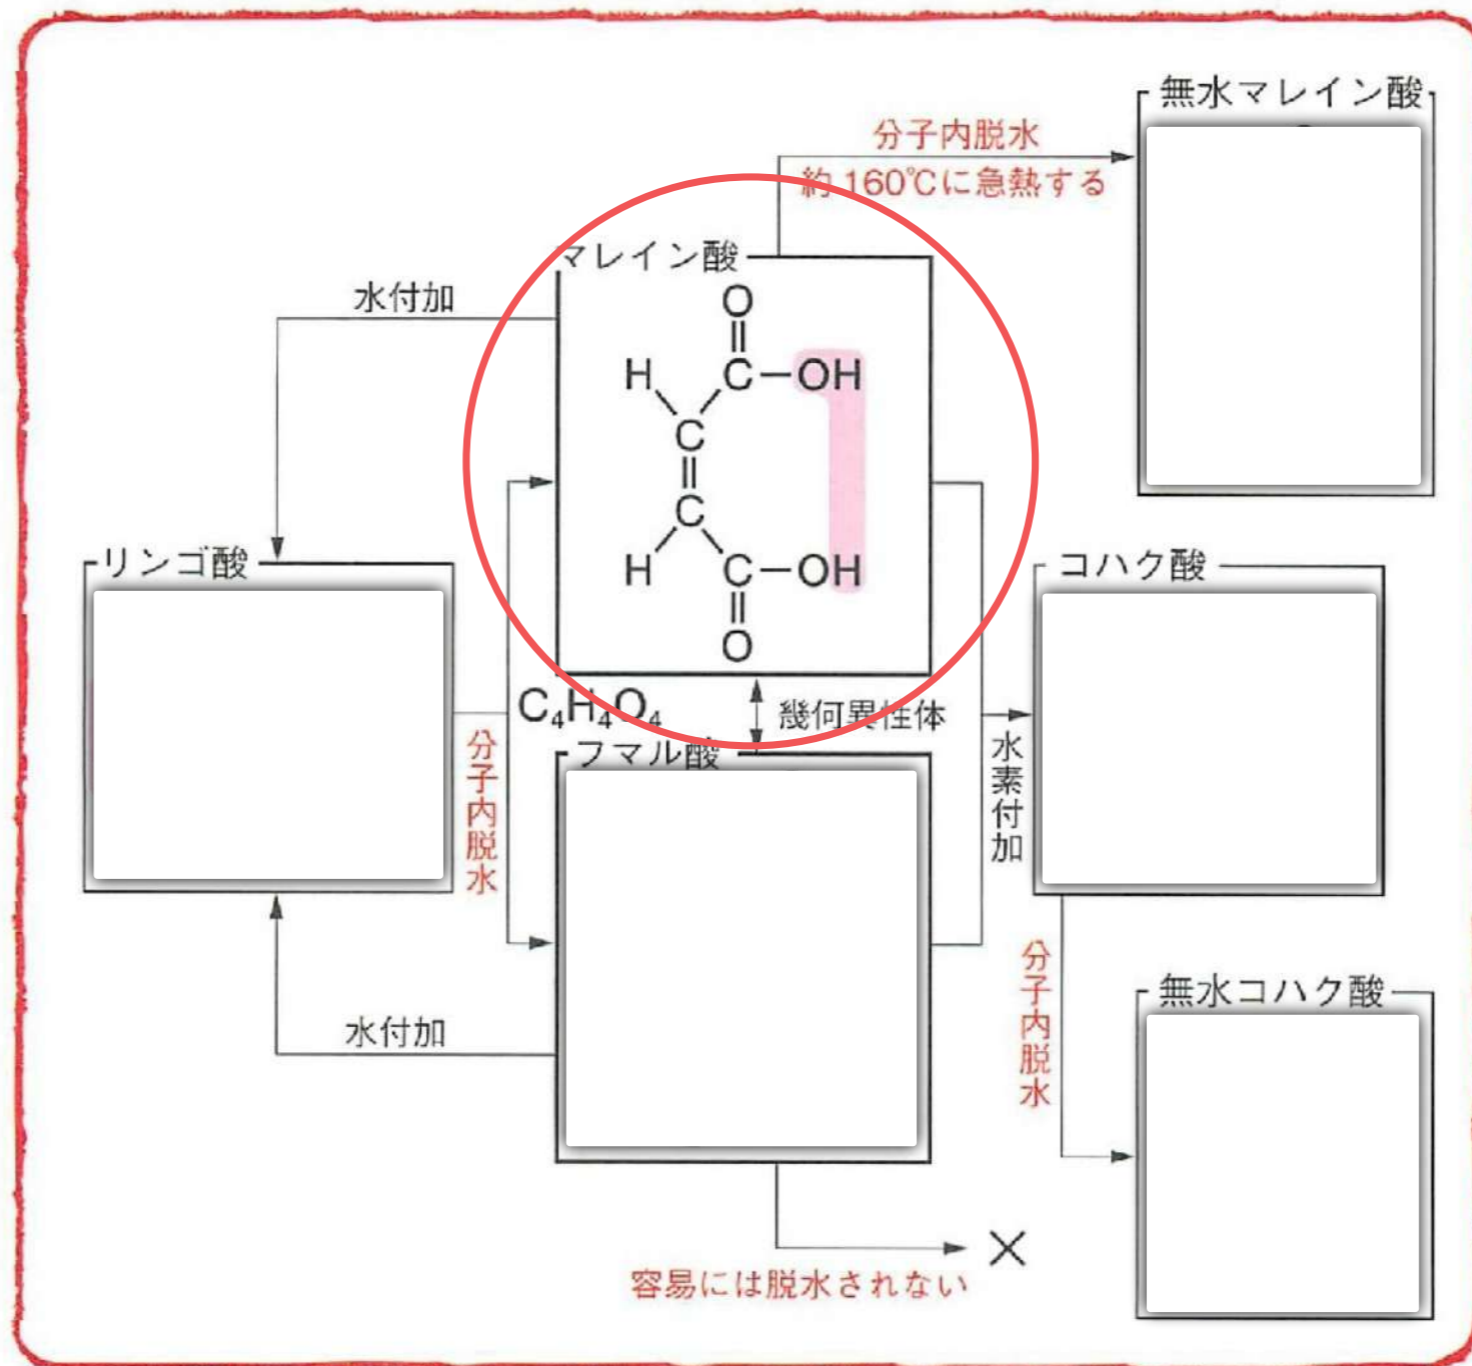 無水マレイン酸
分子内脱水
約160℃に急熱する
マレイン酸
水付加
O
H C－OH
C
C
H C－OH
O
リンゴ酸
コハク酸
C₄H₄O₄
幾何異性体
分子内脱水
フマル酸
水素付加
分子内脱水
無水コハク酸
水付加
×
容易には脱水されない